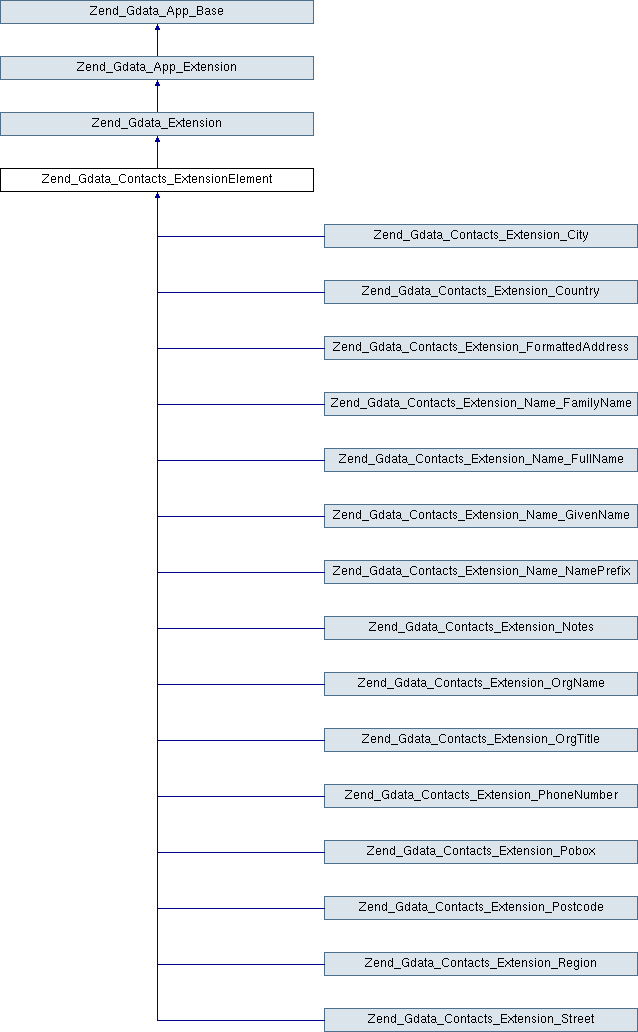 Zend_Gdata_App_Base
Zend_Gdata_App_Extension
Zend_Gdata_Extension
Zend_Gdata_Contacts_ExtensionElement
Zend_Gdata_Contacts_Extension_City
Zend_Gdata_Contacts_Extension_Country
Zend_Gdata_Contacts_Extension_FormattedAddress
Zend_Gdata_Contacts_Extension_Name_FamilyName
Zend_Gdata_Contacts_Extension_Name_FullName
Zend_Gdata_Contacts_Extension_Name_GivenName
Zend_Gdata_Contacts_Extension_Name_NamePrefix
Zend_Gdata_Contacts_Extension_Notes
Zend_Gdata_Contacts_Extension_OrgName
Zend_Gdata_Contacts_Extension_OrgTitle
Zend_Gdata_Contacts_Extension_PhoneNumber
Zend_Gdata_Contacts_Extension_Pobox
Zend_Gdata_Contacts_Extension_Postcode
Zend_Gdata_Contacts_Extension_Region
Zend_Gdata_Contacts_Extension_Street